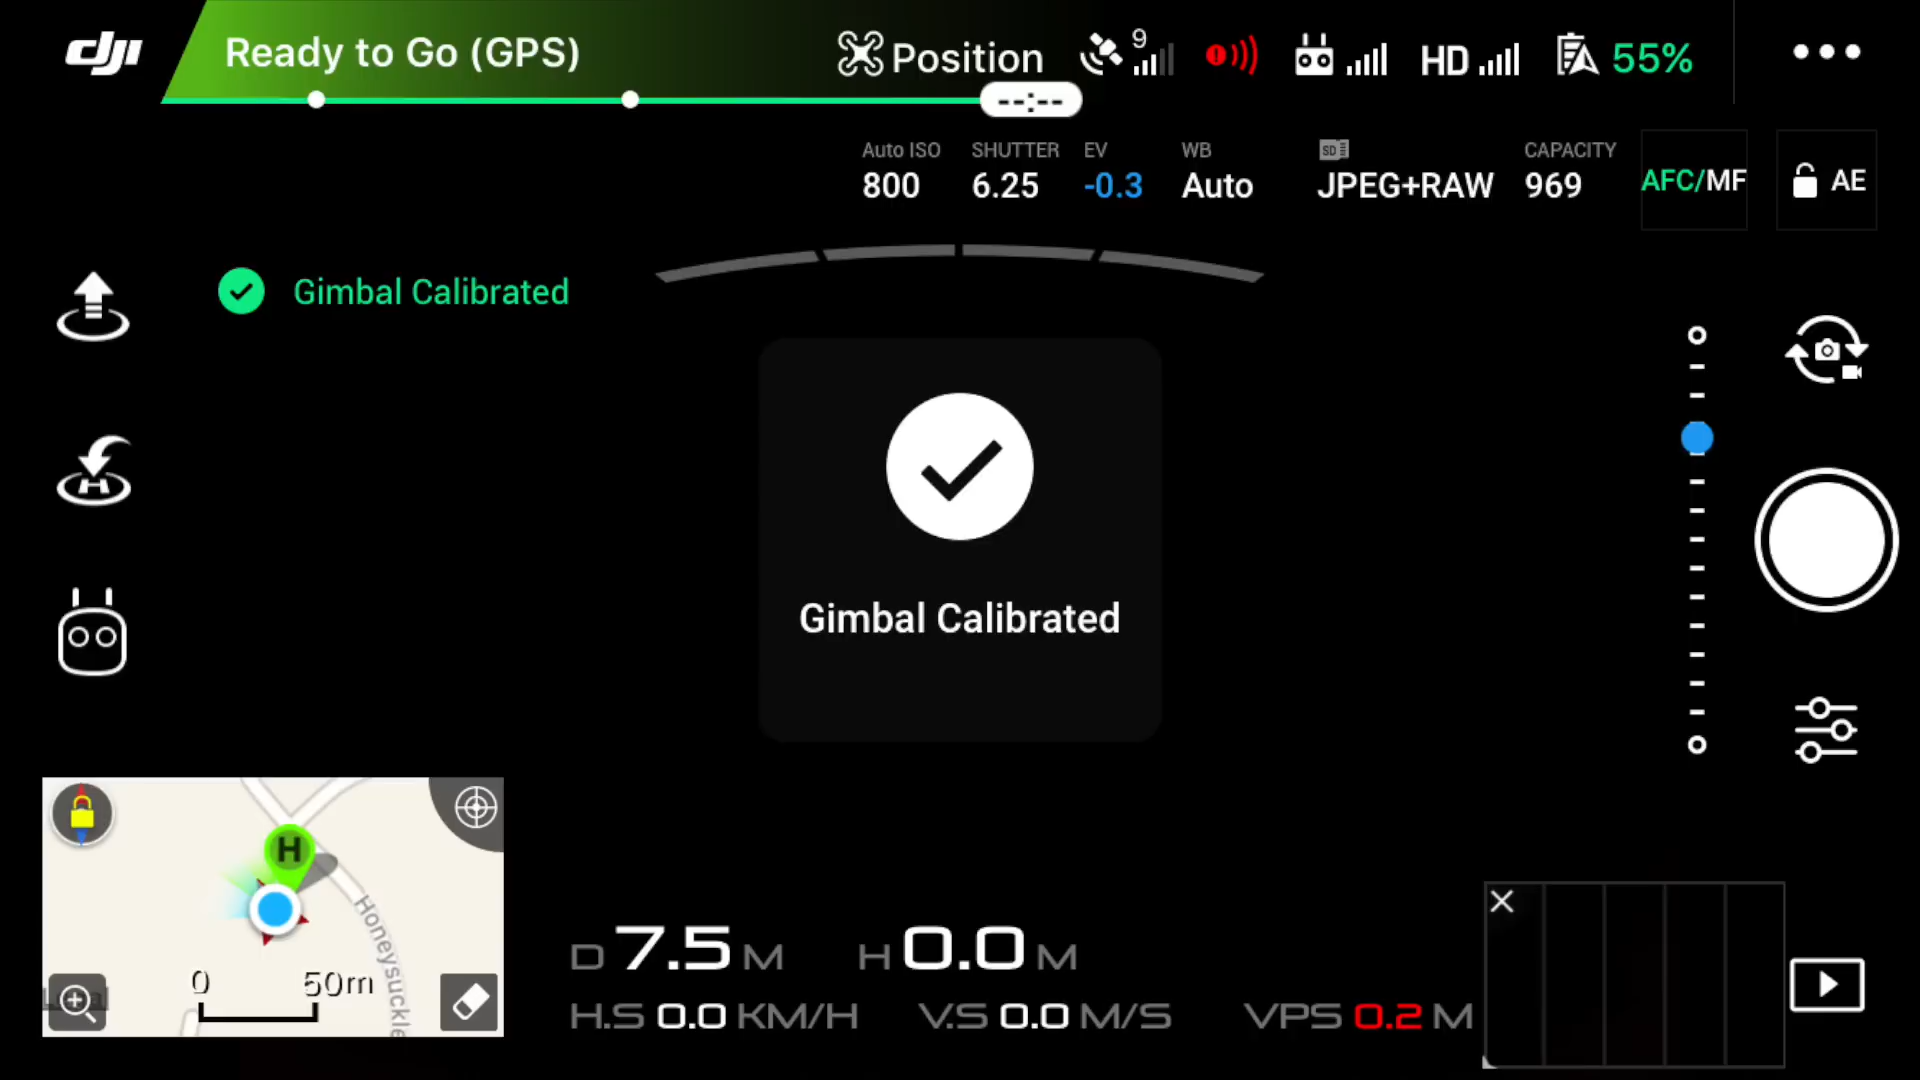 dji
Ready to Go (GPS)
Position
9
HD
55%
--:--
Auto ISO
800
SHUTTER
6.25
EV
-0.3
WB
Auto
SD
JPEG+RAW
CAPACITY
969
AFC/MF
AE
Gimbal Calibrated
Gimbal Calibrated
H
Honeysuckle
0 50m
D 7.5 M H 0.0 M
H.S 0.0 KM/H V.S 0.0 M/S VPS 0.2 M